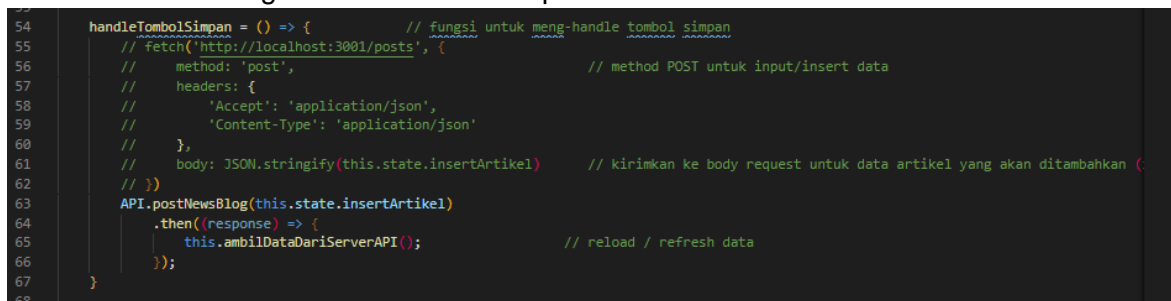 54 handleTombolSimpan = () => { // fungsi untuk meng-handle tombol simpan
55 // fetch('http://localhost:3001/posts', {
56 // method: 'post', // method POST untuk input/insert data
57 // headers: {
58 // 'Accept': 'application/json',
59 // 'Content-Type': 'application/json'
60 // },
61 // body: JSON.stringify(this.state.insertArtikel) // kirimkan ke body request untuk data artikel yang akan ditambahkan (
62 // })
63 API.postNewsBlog(this.state.insertArtikel)
64 .then((response) => {
65 this.ambilDataDariServerAPI(); // reload / refresh data
66 });
67 }